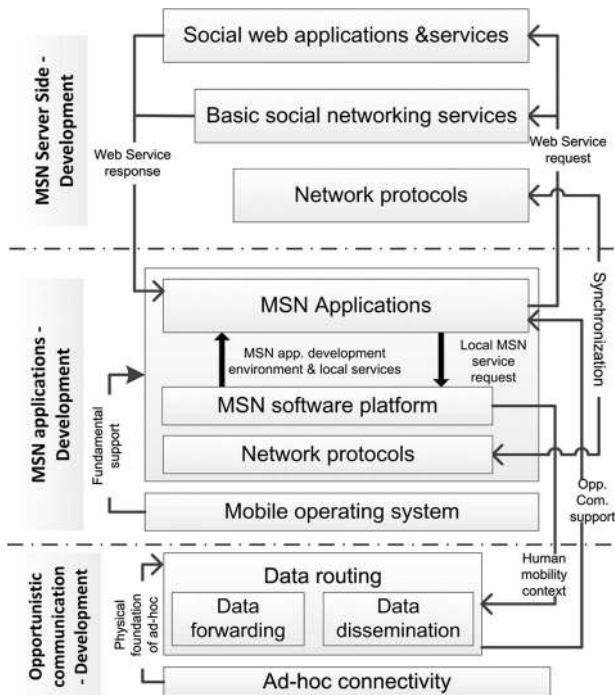 MSN Server Side -
Development
Social web applications &services
Basic social networking services
Web Service
response
Web Service
request
Network protocols
Synchronization
MSN applications -
Development
MSN Applications
MSN app. development
environment & local services
Local MSN
service
request
MSN software platform
Network protocols
Fundamental
support
Mobile operating system
Opp.
Com.
support
Human
mobility
context
Opportunistic
communication
- Development
Physical
foundation
of ad-hoc
Data routing
Data
forwarding
Data
dissemination
Ad-hoc connectivity